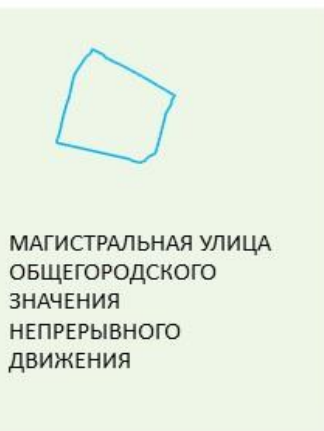 МАГИСТРАЛЬНАЯ УЛИЦА
ОБЩЕГОРОДСКОГО
ЗНАЧЕНИЯ
НЕПРЕРЫВНОГО
ДВИЖЕНИЯ